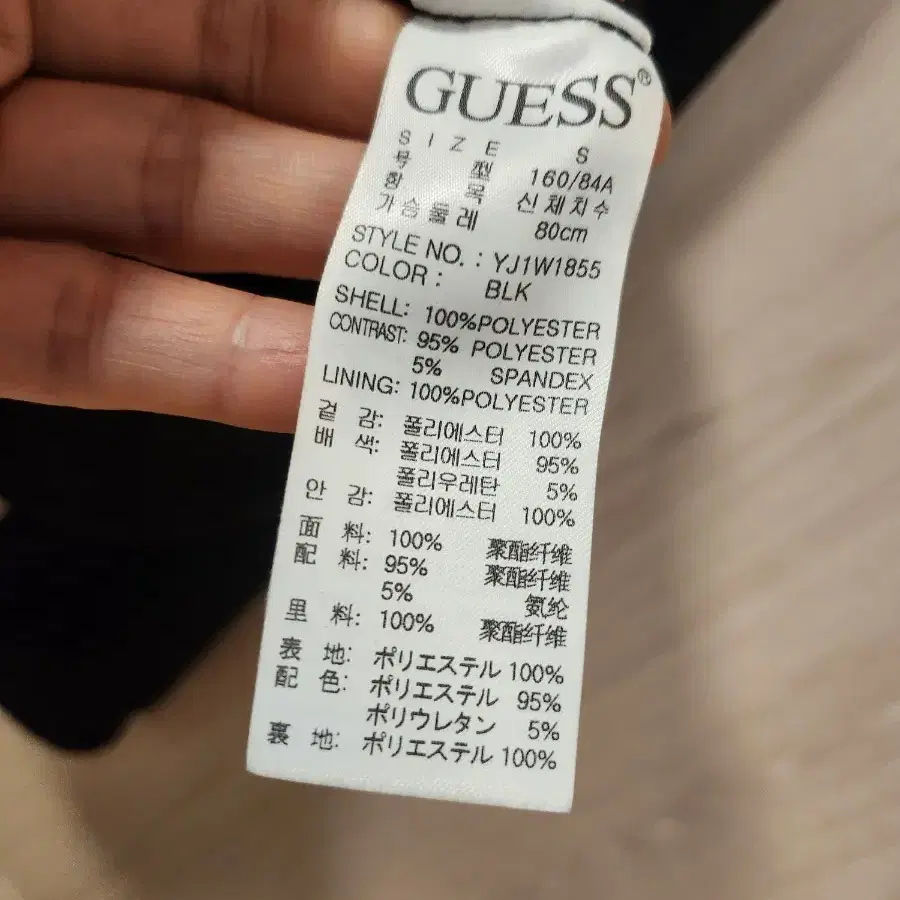 GUESS®
SIZE S
号 型 160/84A
항 목 신체치수
가슴둘레 80cm
STYLE NO. : YJ1W1855
COLOR : BLK
SHELL: 100%POLYESTER
CONTRAST: 95% POLYESTER
5% SPANDEX
LINING: 100%POLYESTER
겉 감: 폴리에스터 100%
배 색: 폴리에스터 95%
폴리우레탄 5%
안 감: 폴리에스터 100%
面 料: 100% 聚酯纤维
配 料: 95% 聚酯纤维
5% 氨纶
里 料: 100% 聚酯纤维
表 地: ポリエステル 100%
配 色: ポリエステル 95%
ポリウレタン 5%
裏 地: ポリエステル 100%